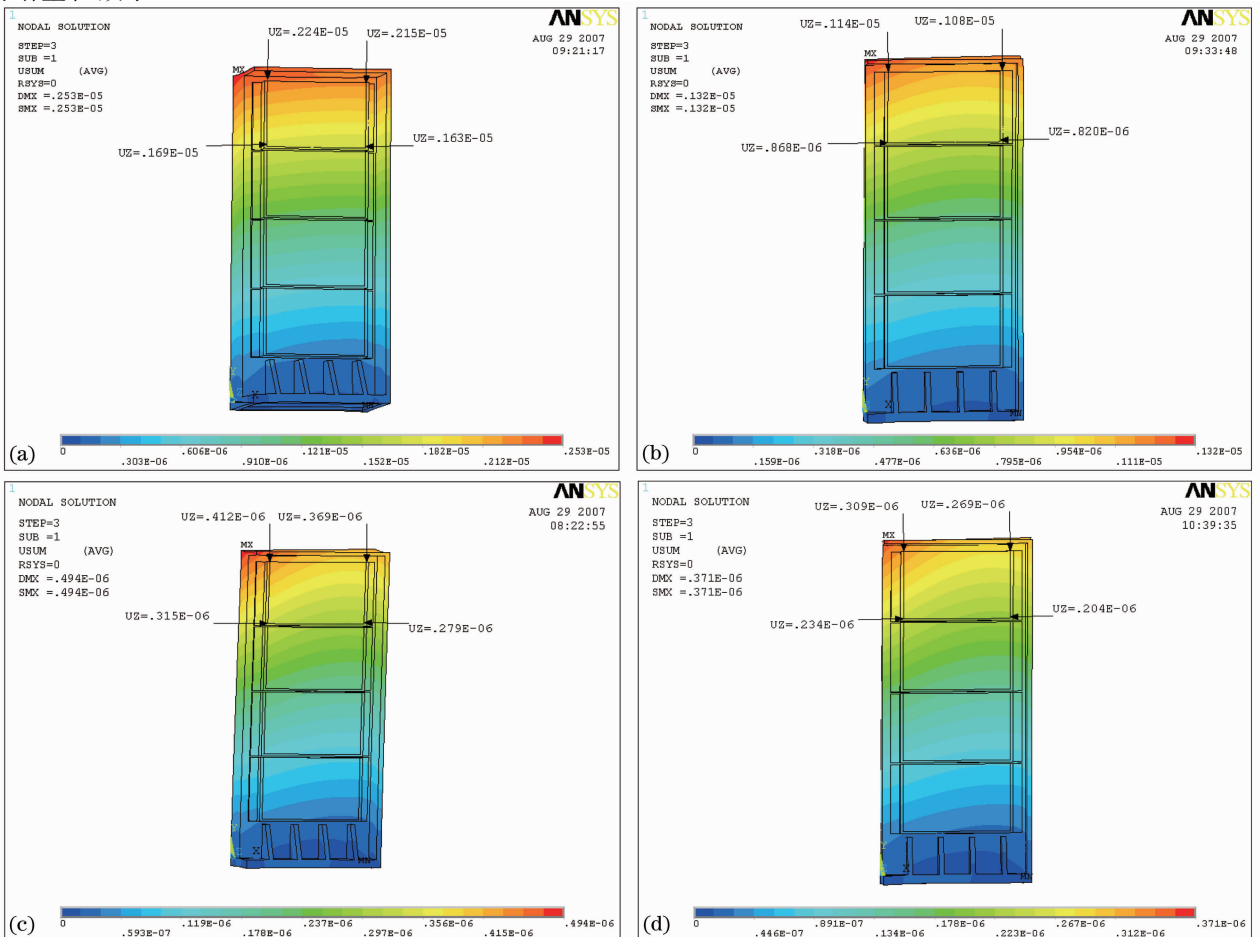 1
NODAL SOLUTION
STEP=3
SUB =1
USUM (AVG)
RSYS=0
DMX =.253E-05
SMX =.253E-05
ANSYS
AUG 29 2007
09:21:17
UZ=.224E-05
UZ=.215E-05
MX
UZ=.169E-05
UZ=.163E-05
Y
X
MN
(a)
0
.303E-06
.606E-06
.910E-06
.121E-05
.152E-05
.182E-05
.212E-05
.253E-05
1
NODAL SOLUTION
STEP=3
SUB =1
USUM (AVG)
RSYS=0
DMX =.132E-05
SMX =.132E-05
ANSYS
AUG 29 2007
09:33:48
UZ=.114E-05
UZ=.108E-05
MX
UZ=.868E-06
UZ=.820E-06
Y
X
MN
(b)
0
.159E-06
.318E-06
.477E-06
.636E-06
.795E-06
.954E-06
.111E-05
.132E-05
1
NODAL SOLUTION
STEP=3
SUB =1
USUM (AVG)
RSYS=0
DMX =.494E-06
SMX =.494E-06
ANSYS
AUG 29 2007
08:22:55
UZ=.412E-06
UZ=.369E-06
MX
UZ=.315E-06
UZ=.279E-06
Y
X
MN
(c)
0
.593E-07
.119E-06
.178E-06
.237E-06
.297E-06
.356E-06
.415E-06
.494E-06
1
NODAL SOLUTION
STEP=3
SUB =1
USUM (AVG)
RSYS=0
DMX =.371E-06
SMX =.371E-06
ANSYS
AUG 29 2007
10:39:35
UZ=.309E-06
UZ=.269E-06
MX
UZ=.234E-06
UZ=.204E-06
Y
X
MN
(d)
0
.446E-07
.891E-07
.134E-06
.178E-06
.223E-06
.267E-06
.312E-06
.371E-06